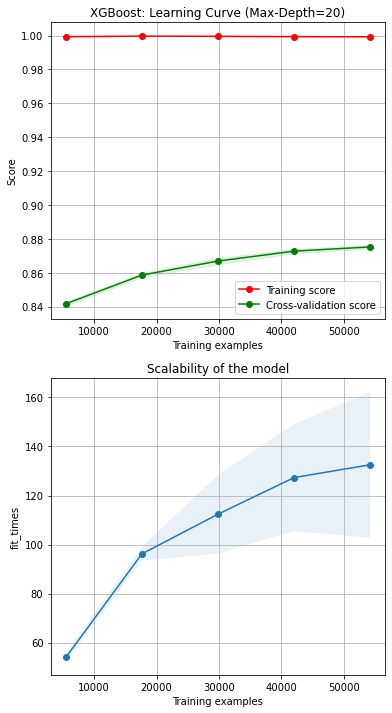 XGBoost: Learning Curve (Max-Depth=20)
1.00
0.98
0.96
0.94
0.92
0.90
0.88
0.86
0.84
Score
Training score
Cross-validation score
10000 20000 30000 40000 50000
Training examples
Scalability of the model
160
140
120
100
80
60
fit_times
10000 20000 30000 40000 50000
Training examples